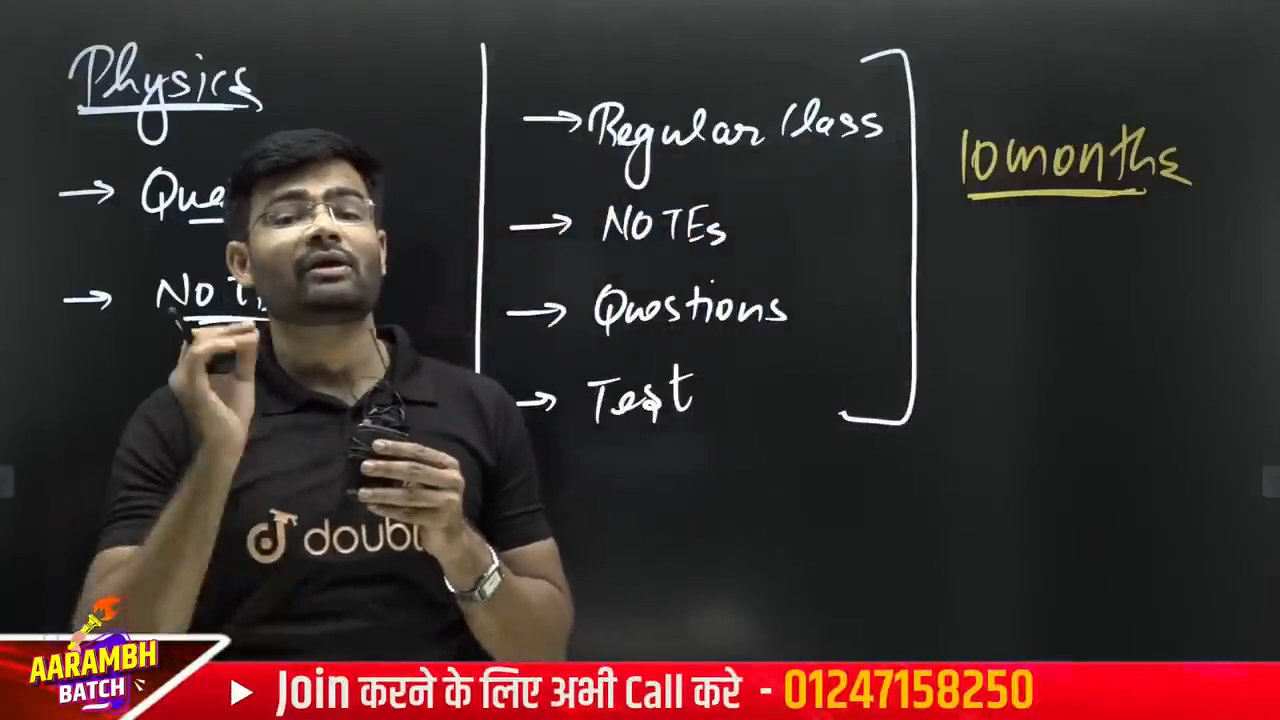 Physics
→ Que
→ NOT
→ Regular Class
→ NOTEs
→ Questions
→ Test
10 months
doubt
AARAMBH
BATCH
Join करने के लिए अभी Call करे - 01247158250